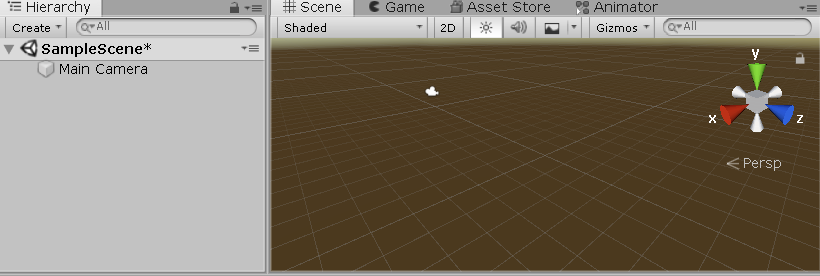 Hierarchy
Create
All
SampleScene*
Main Camera
Scene Game Asset Store Animator
Shaded 2D Gizmos All
y
x z
Persp